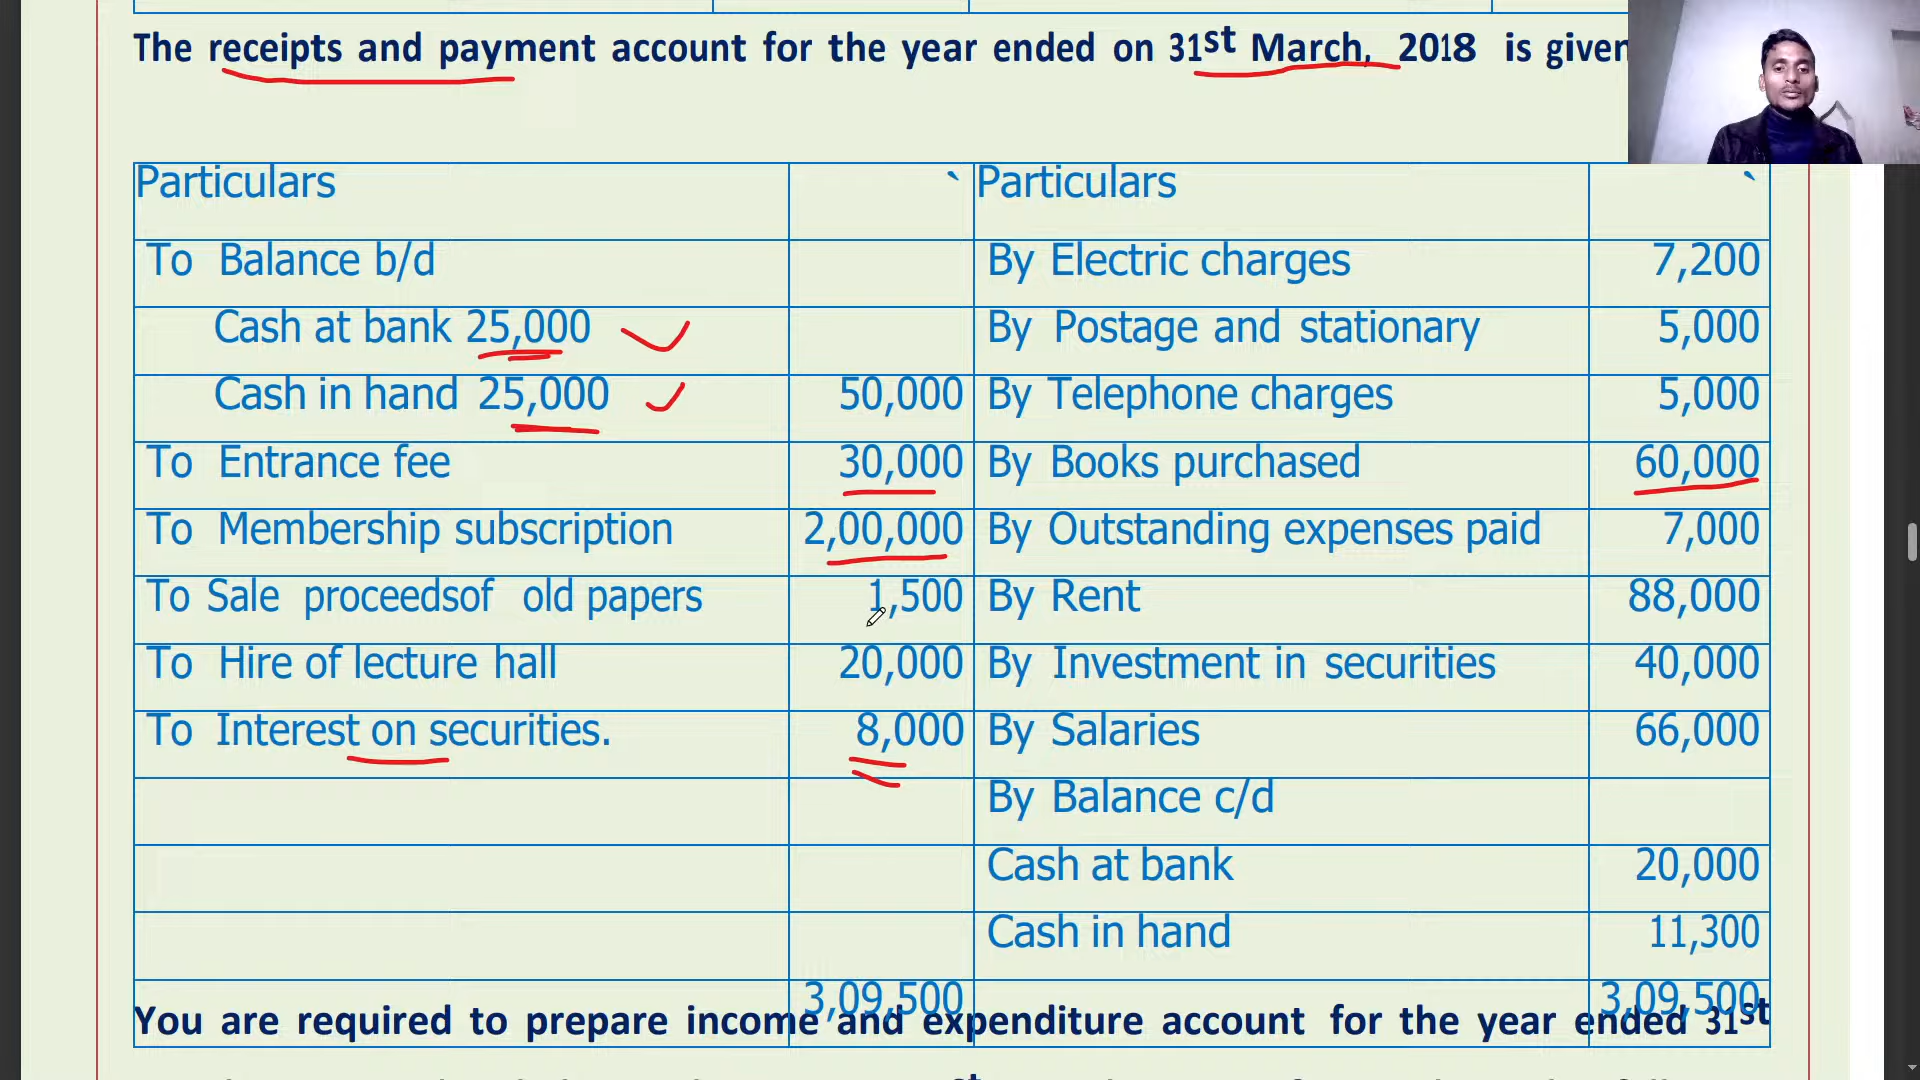 The receipts and payment account for the year ended on 31st March, 2018 is given
Particulars ` Particulars `
To Balance b/d By Electric charges 7,200
Cash at bank 25,000 By Postage and stationary 5,000
Cash in hand 25,000 50,000 By Telephone charges 5,000
To Entrance fee 30,000 By Books purchased 60,000
To Membership subscription 2,00,000 By Outstanding expenses paid 7,000
To Sale proceedsof old papers 1,500 By Rent 88,000
To Hire of lecture hall 20,000 By Investment in securities 40,000
To Interest on securities. 8,000 By Salaries 66,000
By Balance c/d
Cash at bank 20,000
Cash in hand 11,300
3,09,500 3,09,500
You are required to prepare income and expenditure account for the year ended 31st